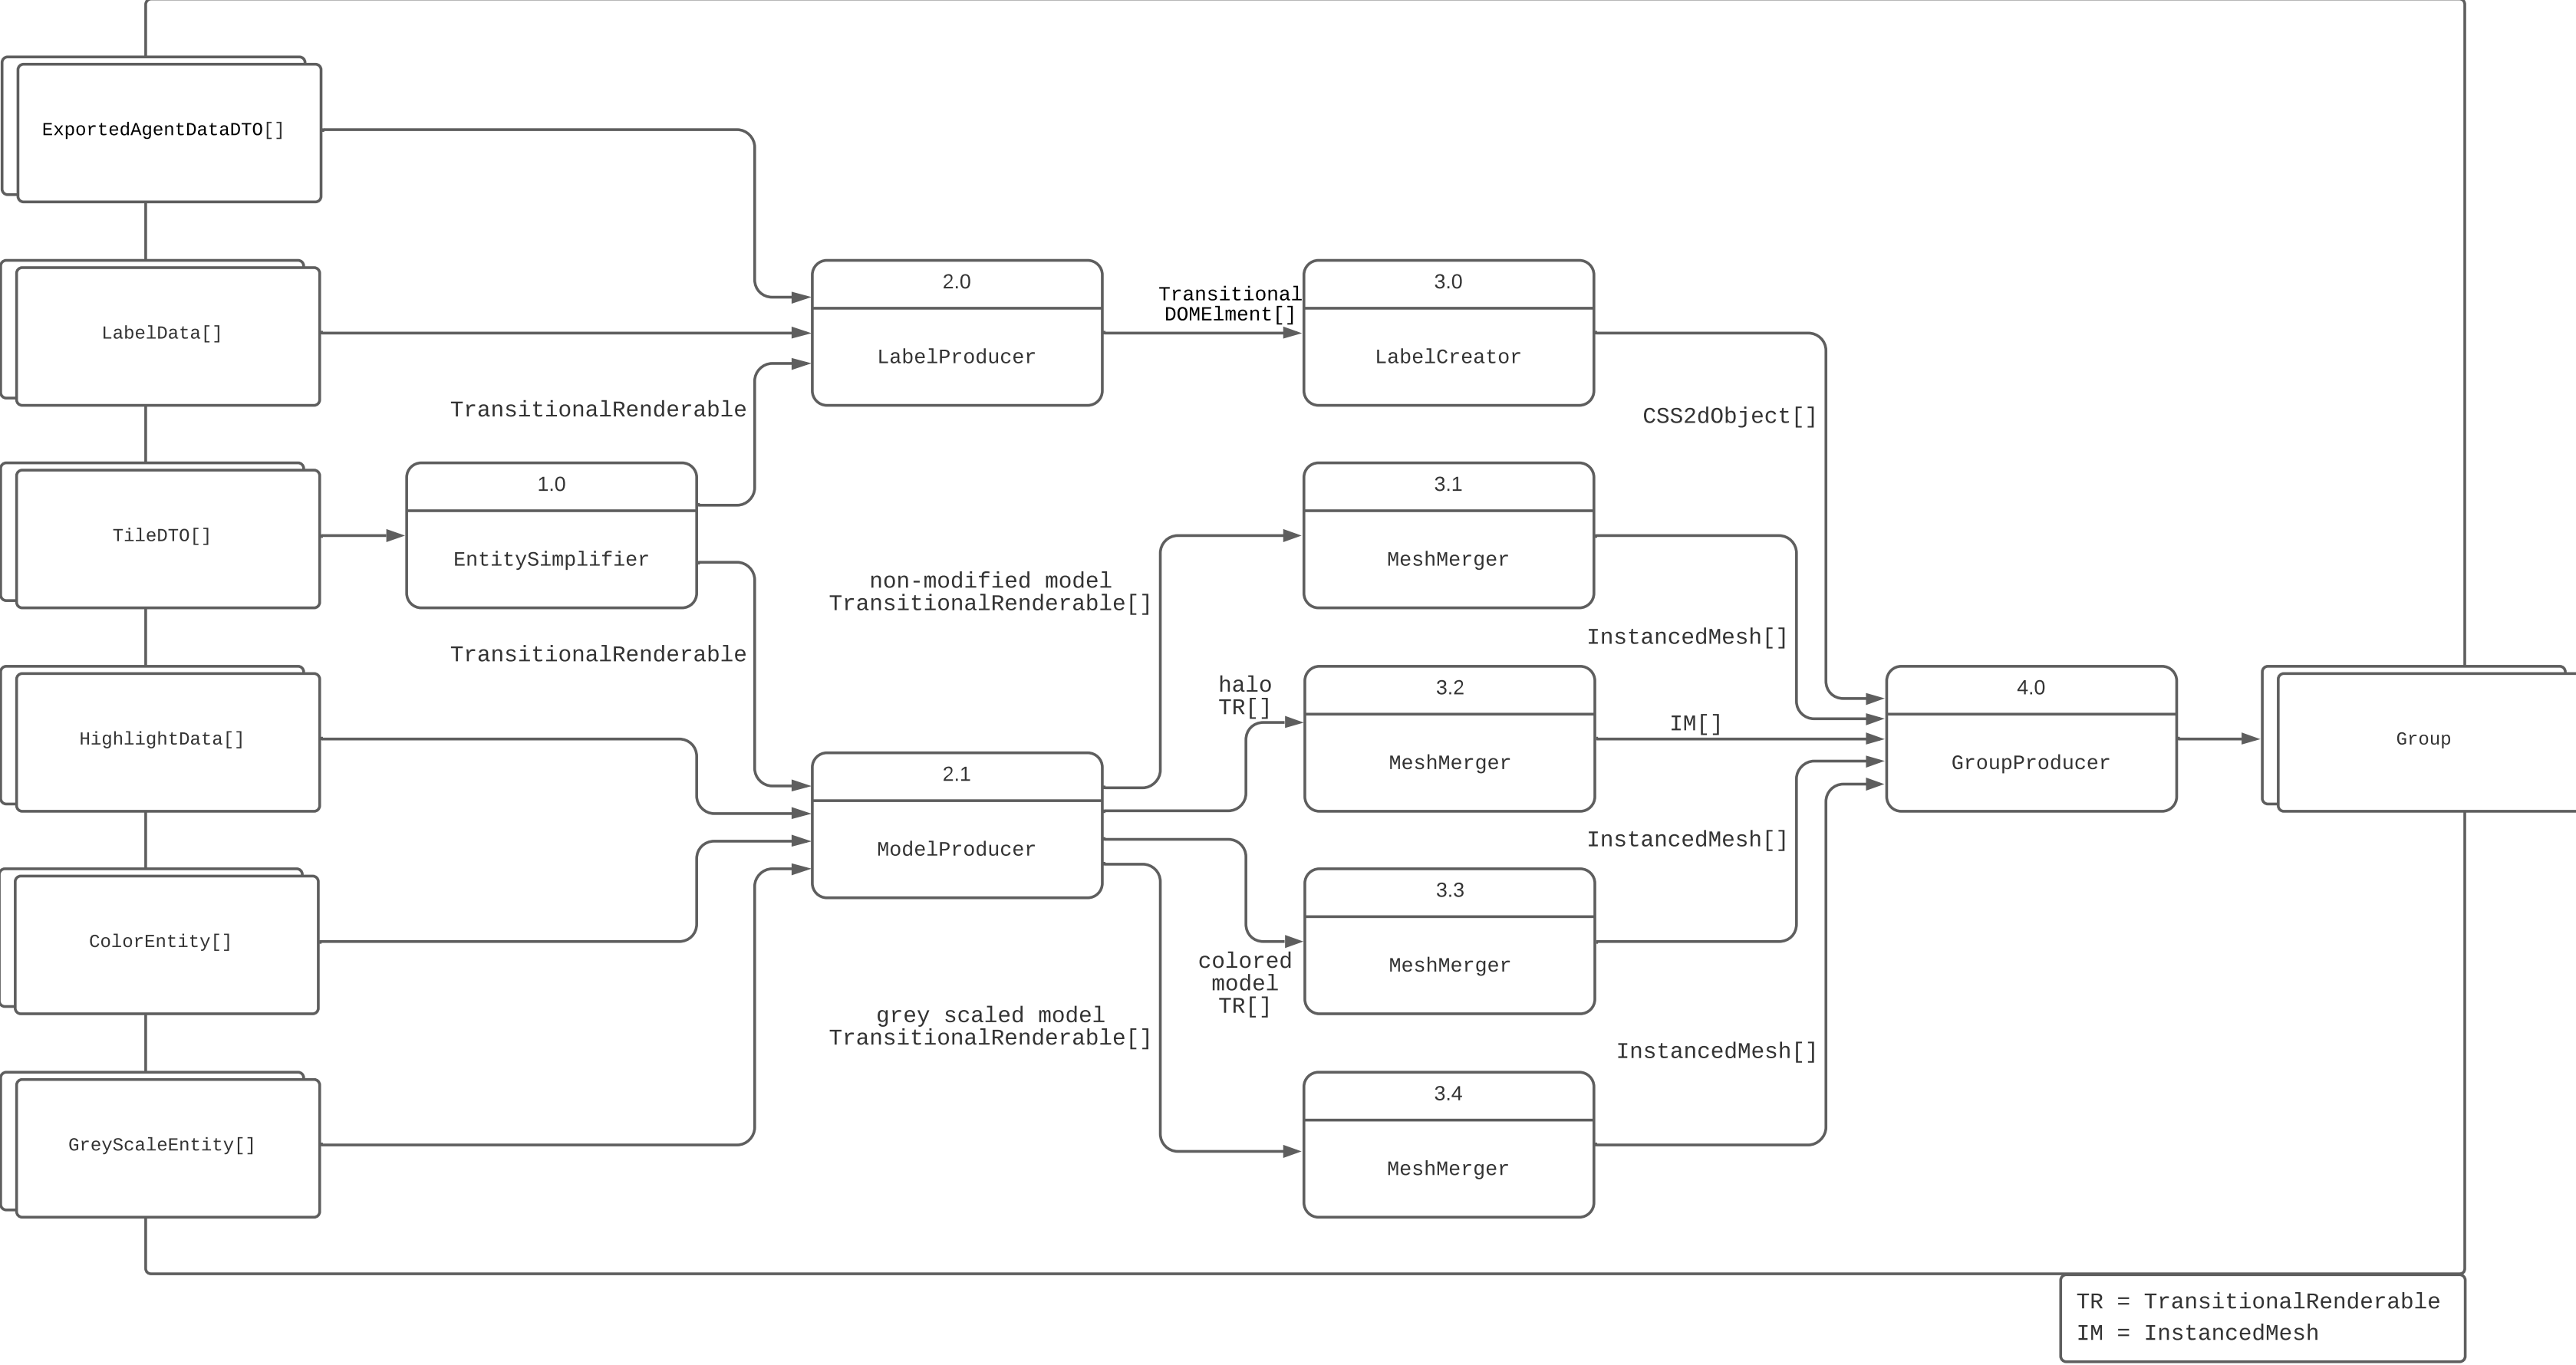 ExportedAgentDataDTO[]
LabelData[]
TileDTO[]
HighlightData[]
ColorEntity[]
GreyScaleEntity[]
1.0
EntitySimplifier
TransitionalRenderable
TransitionalRenderable
2.0
LabelProducer
2.1
ModelProducer
Transitional
DOMElment[]
non-modified model
TransitionalRenderable[]
halo
TR[]
colored
model
TR[]
grey scaled model
TransitionalRenderable[]
3.0
LabelCreator
3.1
MeshMerger
3.2
MeshMerger
3.3
MeshMerger
3.4
MeshMerger
CSS2dObject[]
InstancedMesh[]
IM[]
InstancedMesh[]
InstancedMesh[]
4.0
GroupProducer
Group
TR = TransitionalRenderable
IM = InstancedMesh